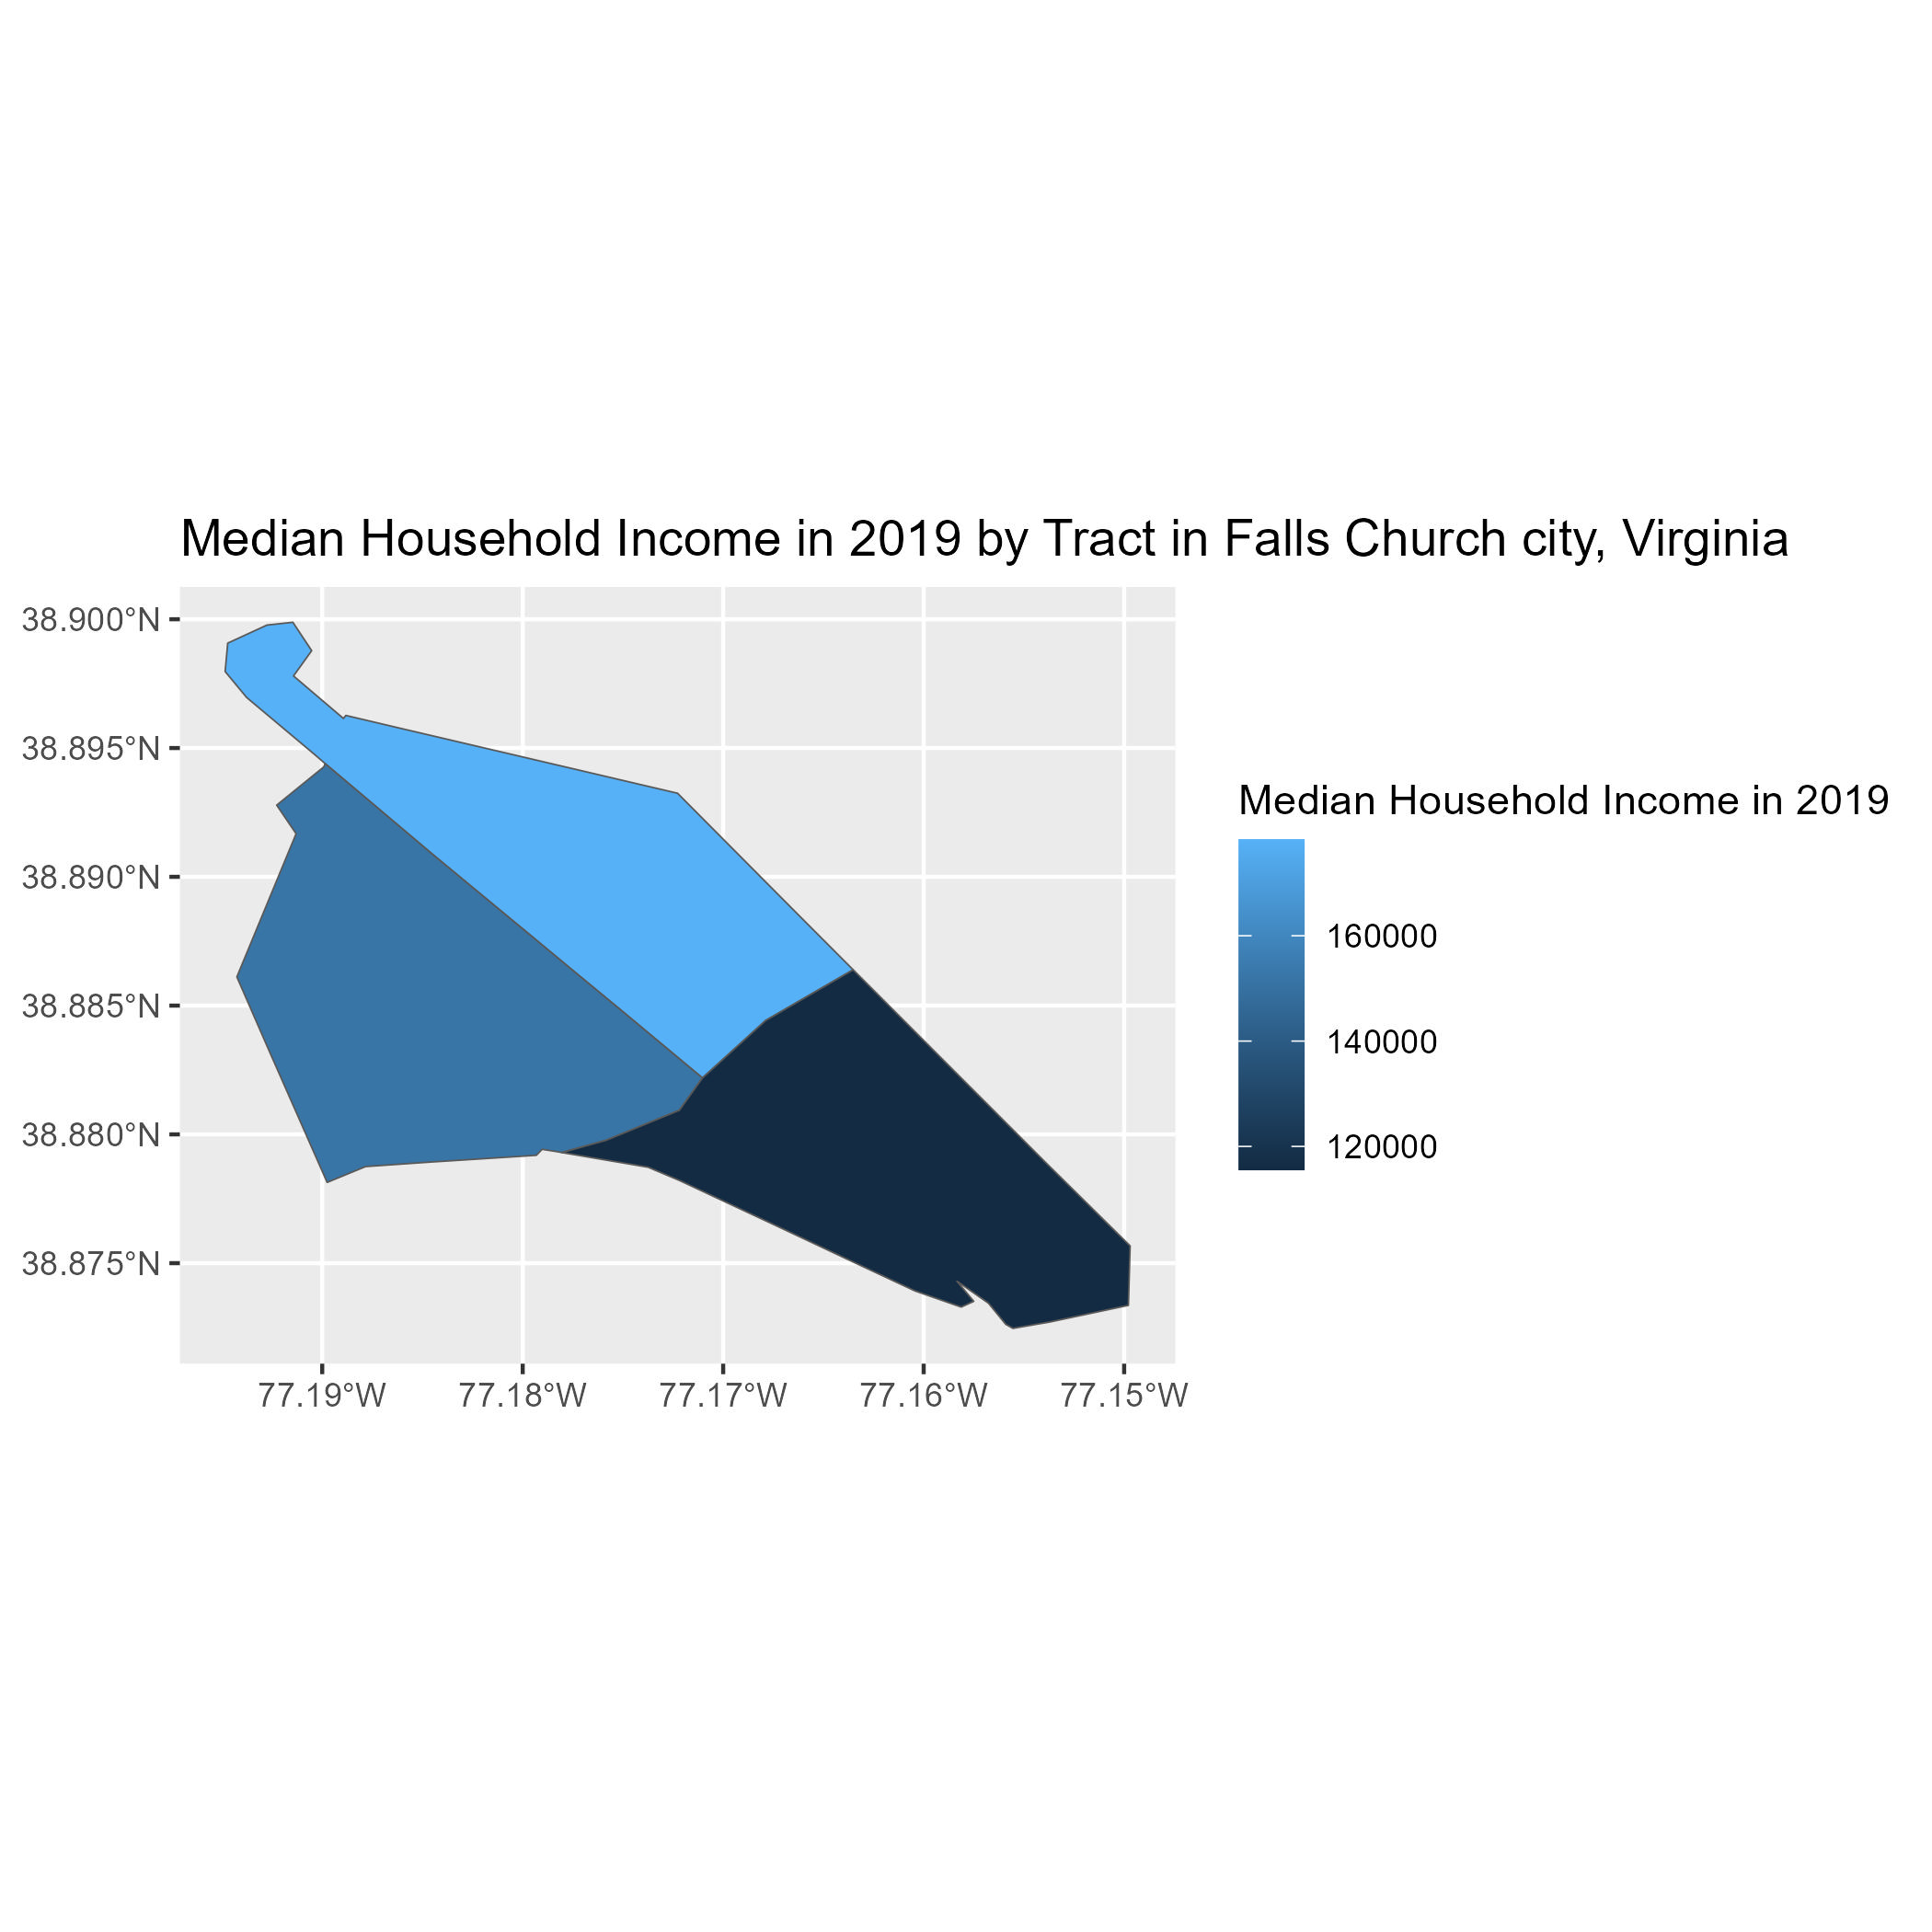 Median Household Income in 2019 by Tract in Falls Church city, Virginia
38.900°N
38.895°N
38.890°N
38.885°N
38.880°N
38.875°N
77.19°W 77.18°W 77.17°W 77.16°W 77.15°W
Median Household Income in 2019
160000
140000
120000